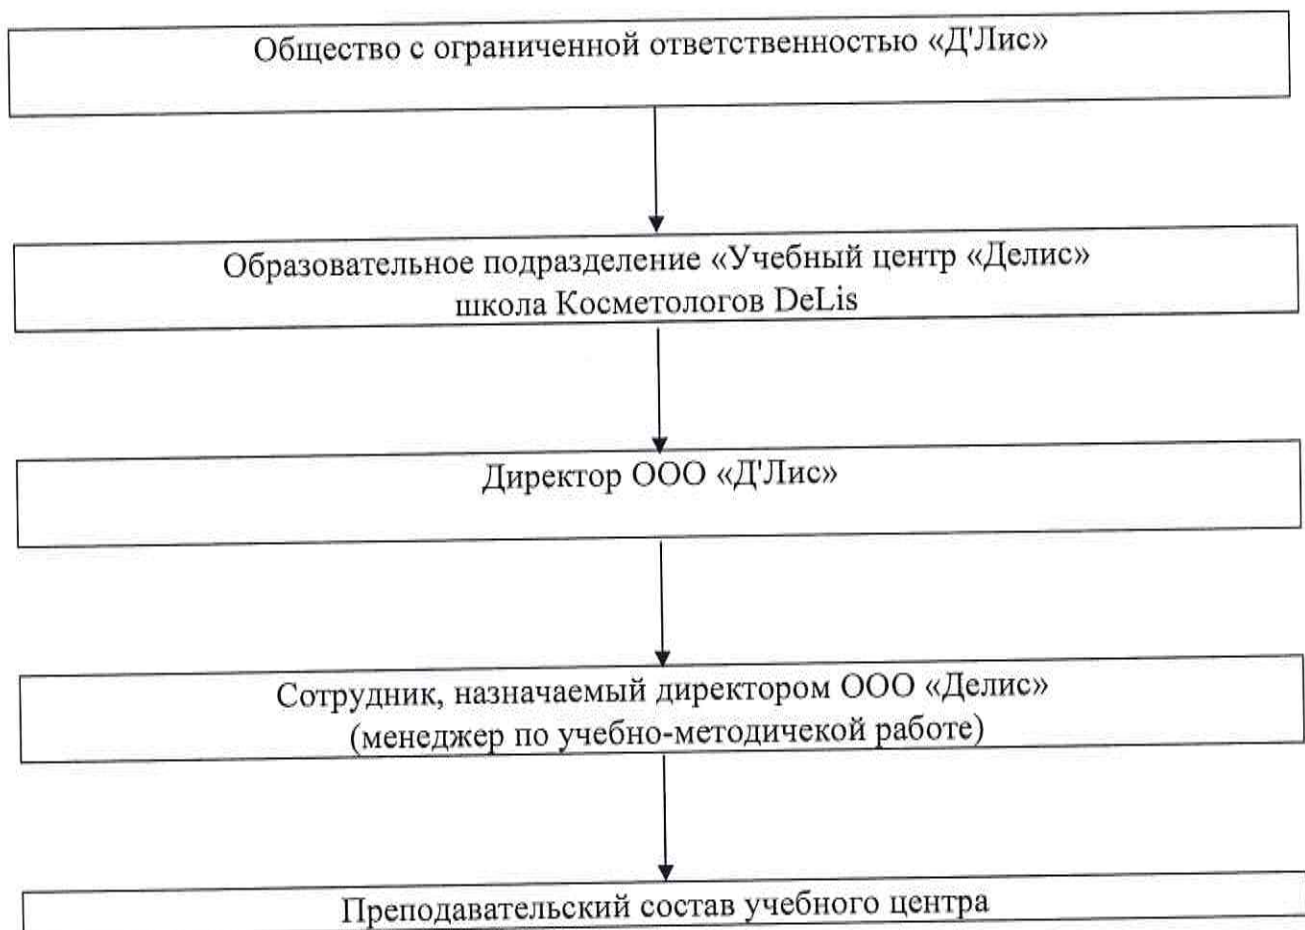 Общество с ограниченной ответственностью «Д'Лис»
Образовательное подразделение «Учебный центр «Делис»
школа Косметологов DeLis
Директор ООО «Д'Лис»
Сотрудник, назначаемый директором ООО «Делис»
(менеджер по учебно-методичекой работе)
Преподавательский состав учебного центра